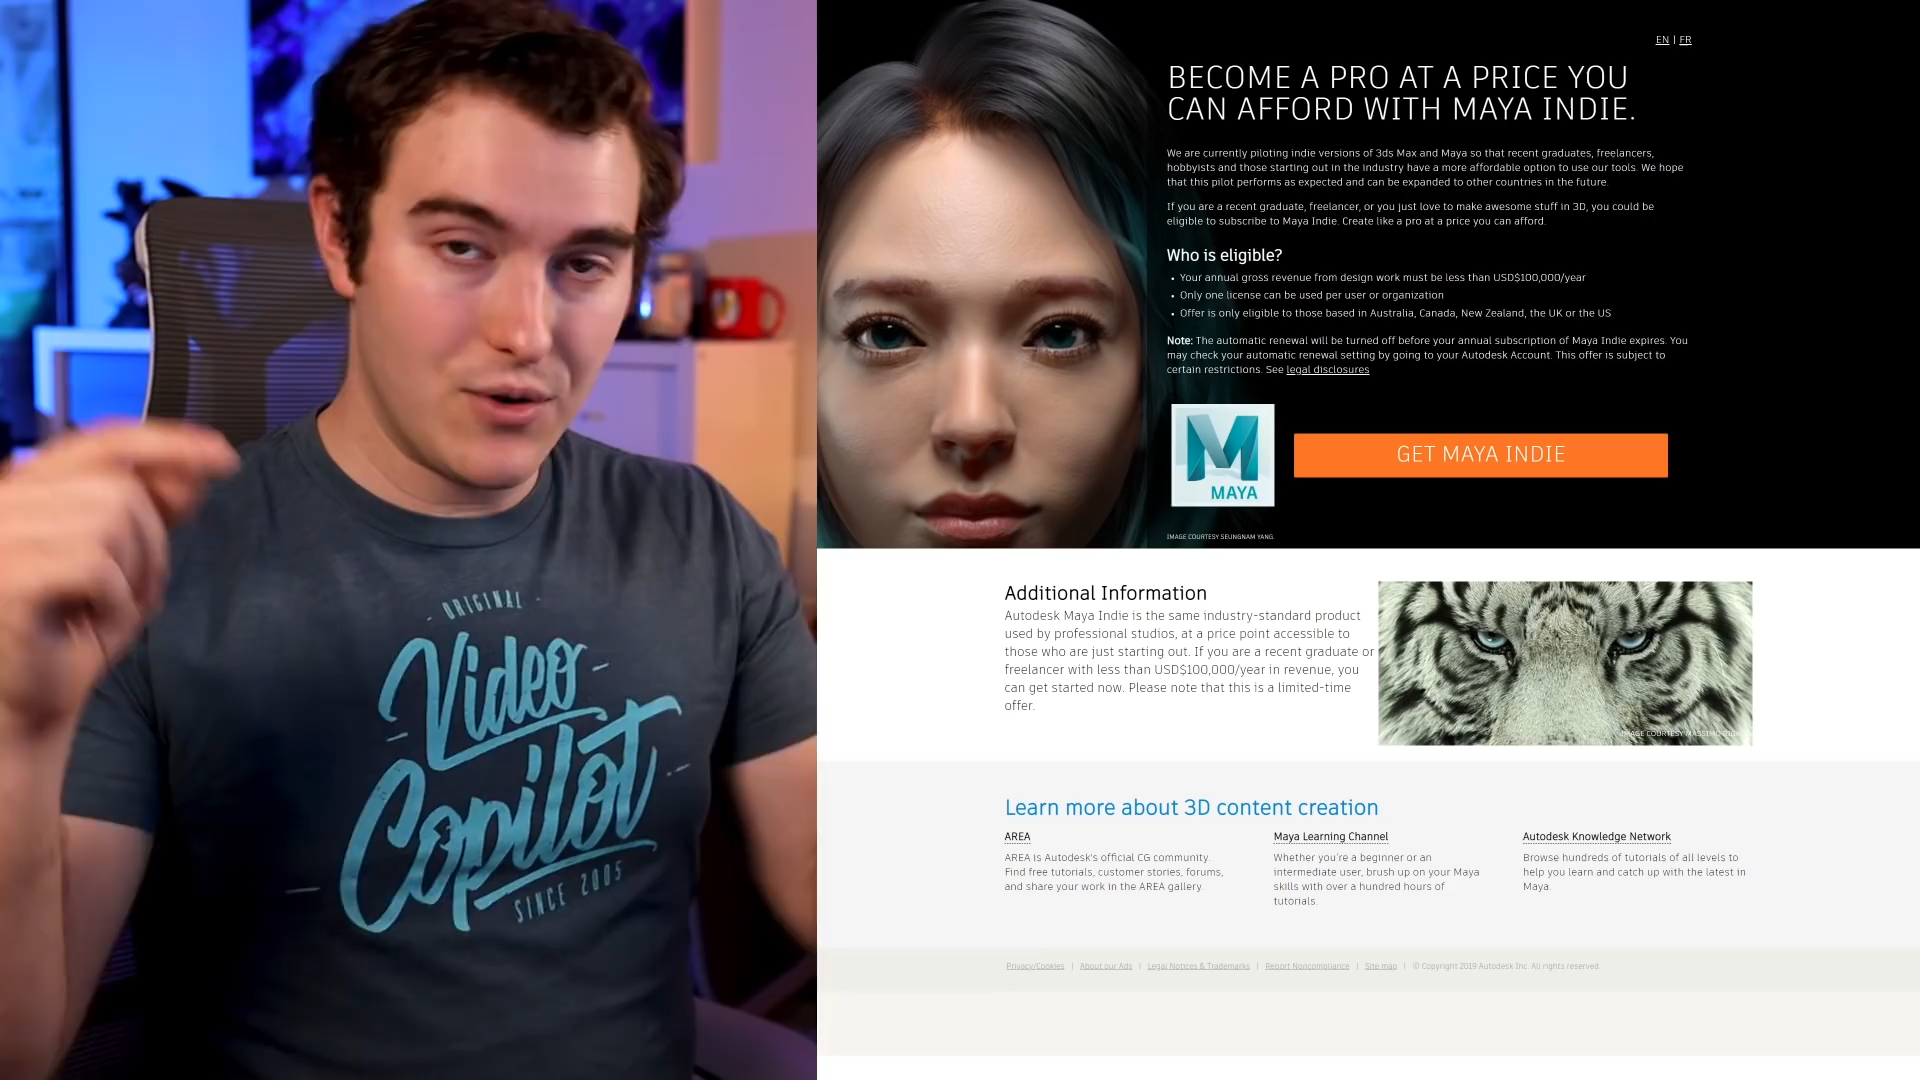 - ORIGINAL -
Video
Copilot
SINCE 2005
EN | FR
BECOME A PRO AT A PRICE YOU
CAN AFFORD WITH MAYA INDIE.
We are currently piloting indie versions of 3ds Max and Maya so that recent graduates, freelancers,
hobbyists and those starting out in the industry have a more affordable option to use our tools. We hope
that this pilot performs as expected and can be expanded to other countries in the future.
If you are a recent graduate, freelancer, or you just love to make awesome stuff in 3D, you could be
eligible to subscribe to Maya Indie. Create like a pro at a price you can afford.
Who is eligible?
• Your annual gross revenue from design work must be less than USD$100,000/year
• Only one license can be used per user or organization
• Offer is only eligible to those based in Australia, Canada, New Zealand, the UK or the US
Note: The automatic renewal will be turned off before your annual subscription of Maya Indie expires. You
may check your automatic renewal setting by going to your Autodesk Account. This offer is subject to
certain restrictions. See legal disclosures
M
MAYA
GET MAYA INDIE
IMAGE COURTESY SEUNGNAM YANG.
Additional Information
Autodesk Maya Indie is the same industry-standard product
used by professional studios, at a price point accessible to
those who are just starting out. If you are a recent graduate or
freelancer with less than USD$100,000/year in revenue, you
can get started now. Please note that this is a limited-time
offer.
IMAGE COURTESY MASSIMO
Learn more about 3D content creation
AREA
AREA is Autodesk's official CG community.
Find free tutorials, customer stories, forums,
and share your work in the AREA gallery.
Maya Learning Channel
Whether you're a beginner or an
intermediate user, brush up on your Maya
skills with over a hundred hours of
tutorials.
Autodesk Knowledge Network
Browse hundreds of tutorials of all levels to
help you learn and catch up with the latest in
Maya.
Privacy/Cookies | About our Ads | Legal Notices & Trademarks | Report Noncompliance | Site map | © Copyright 2019 Autodesk Inc. All rights reserved.